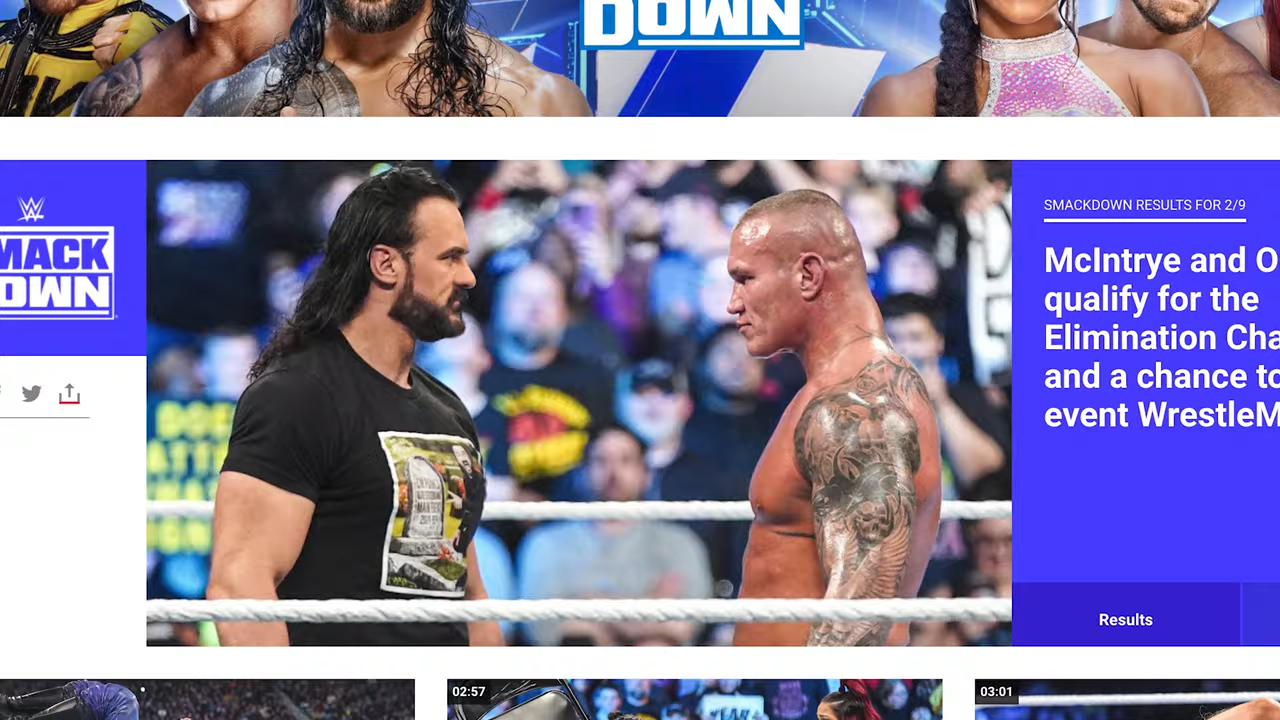 DOWN
W
MACK
OWN
SMACKDOWN RESULTS FOR 2/9
McIntrye and O
qualify for the
Elimination Cha
and a chance to
event WrestleM
Results
02:57
03:01